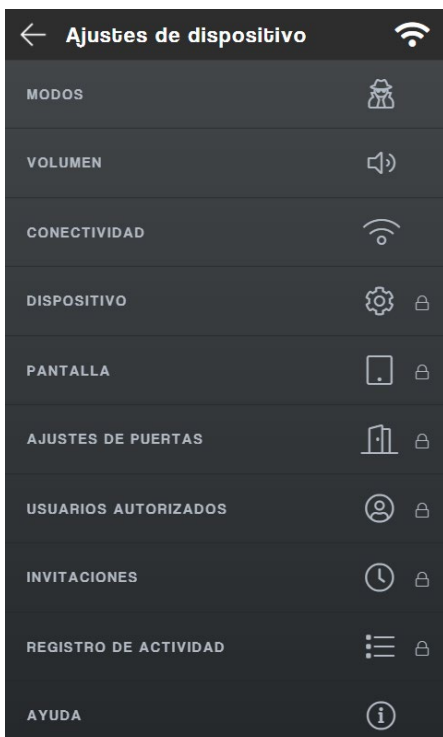 Ajustes de dispositivo
MODOS
VOLUMEN
CONECTIVIDAD
DISPOSITIVO
PANTALLA
AJUSTES DE PUERTAS
USUARIOS AUTORIZADOS
INVITACIONES
REGISTRO DE ACTIVIDAD
AYUDA